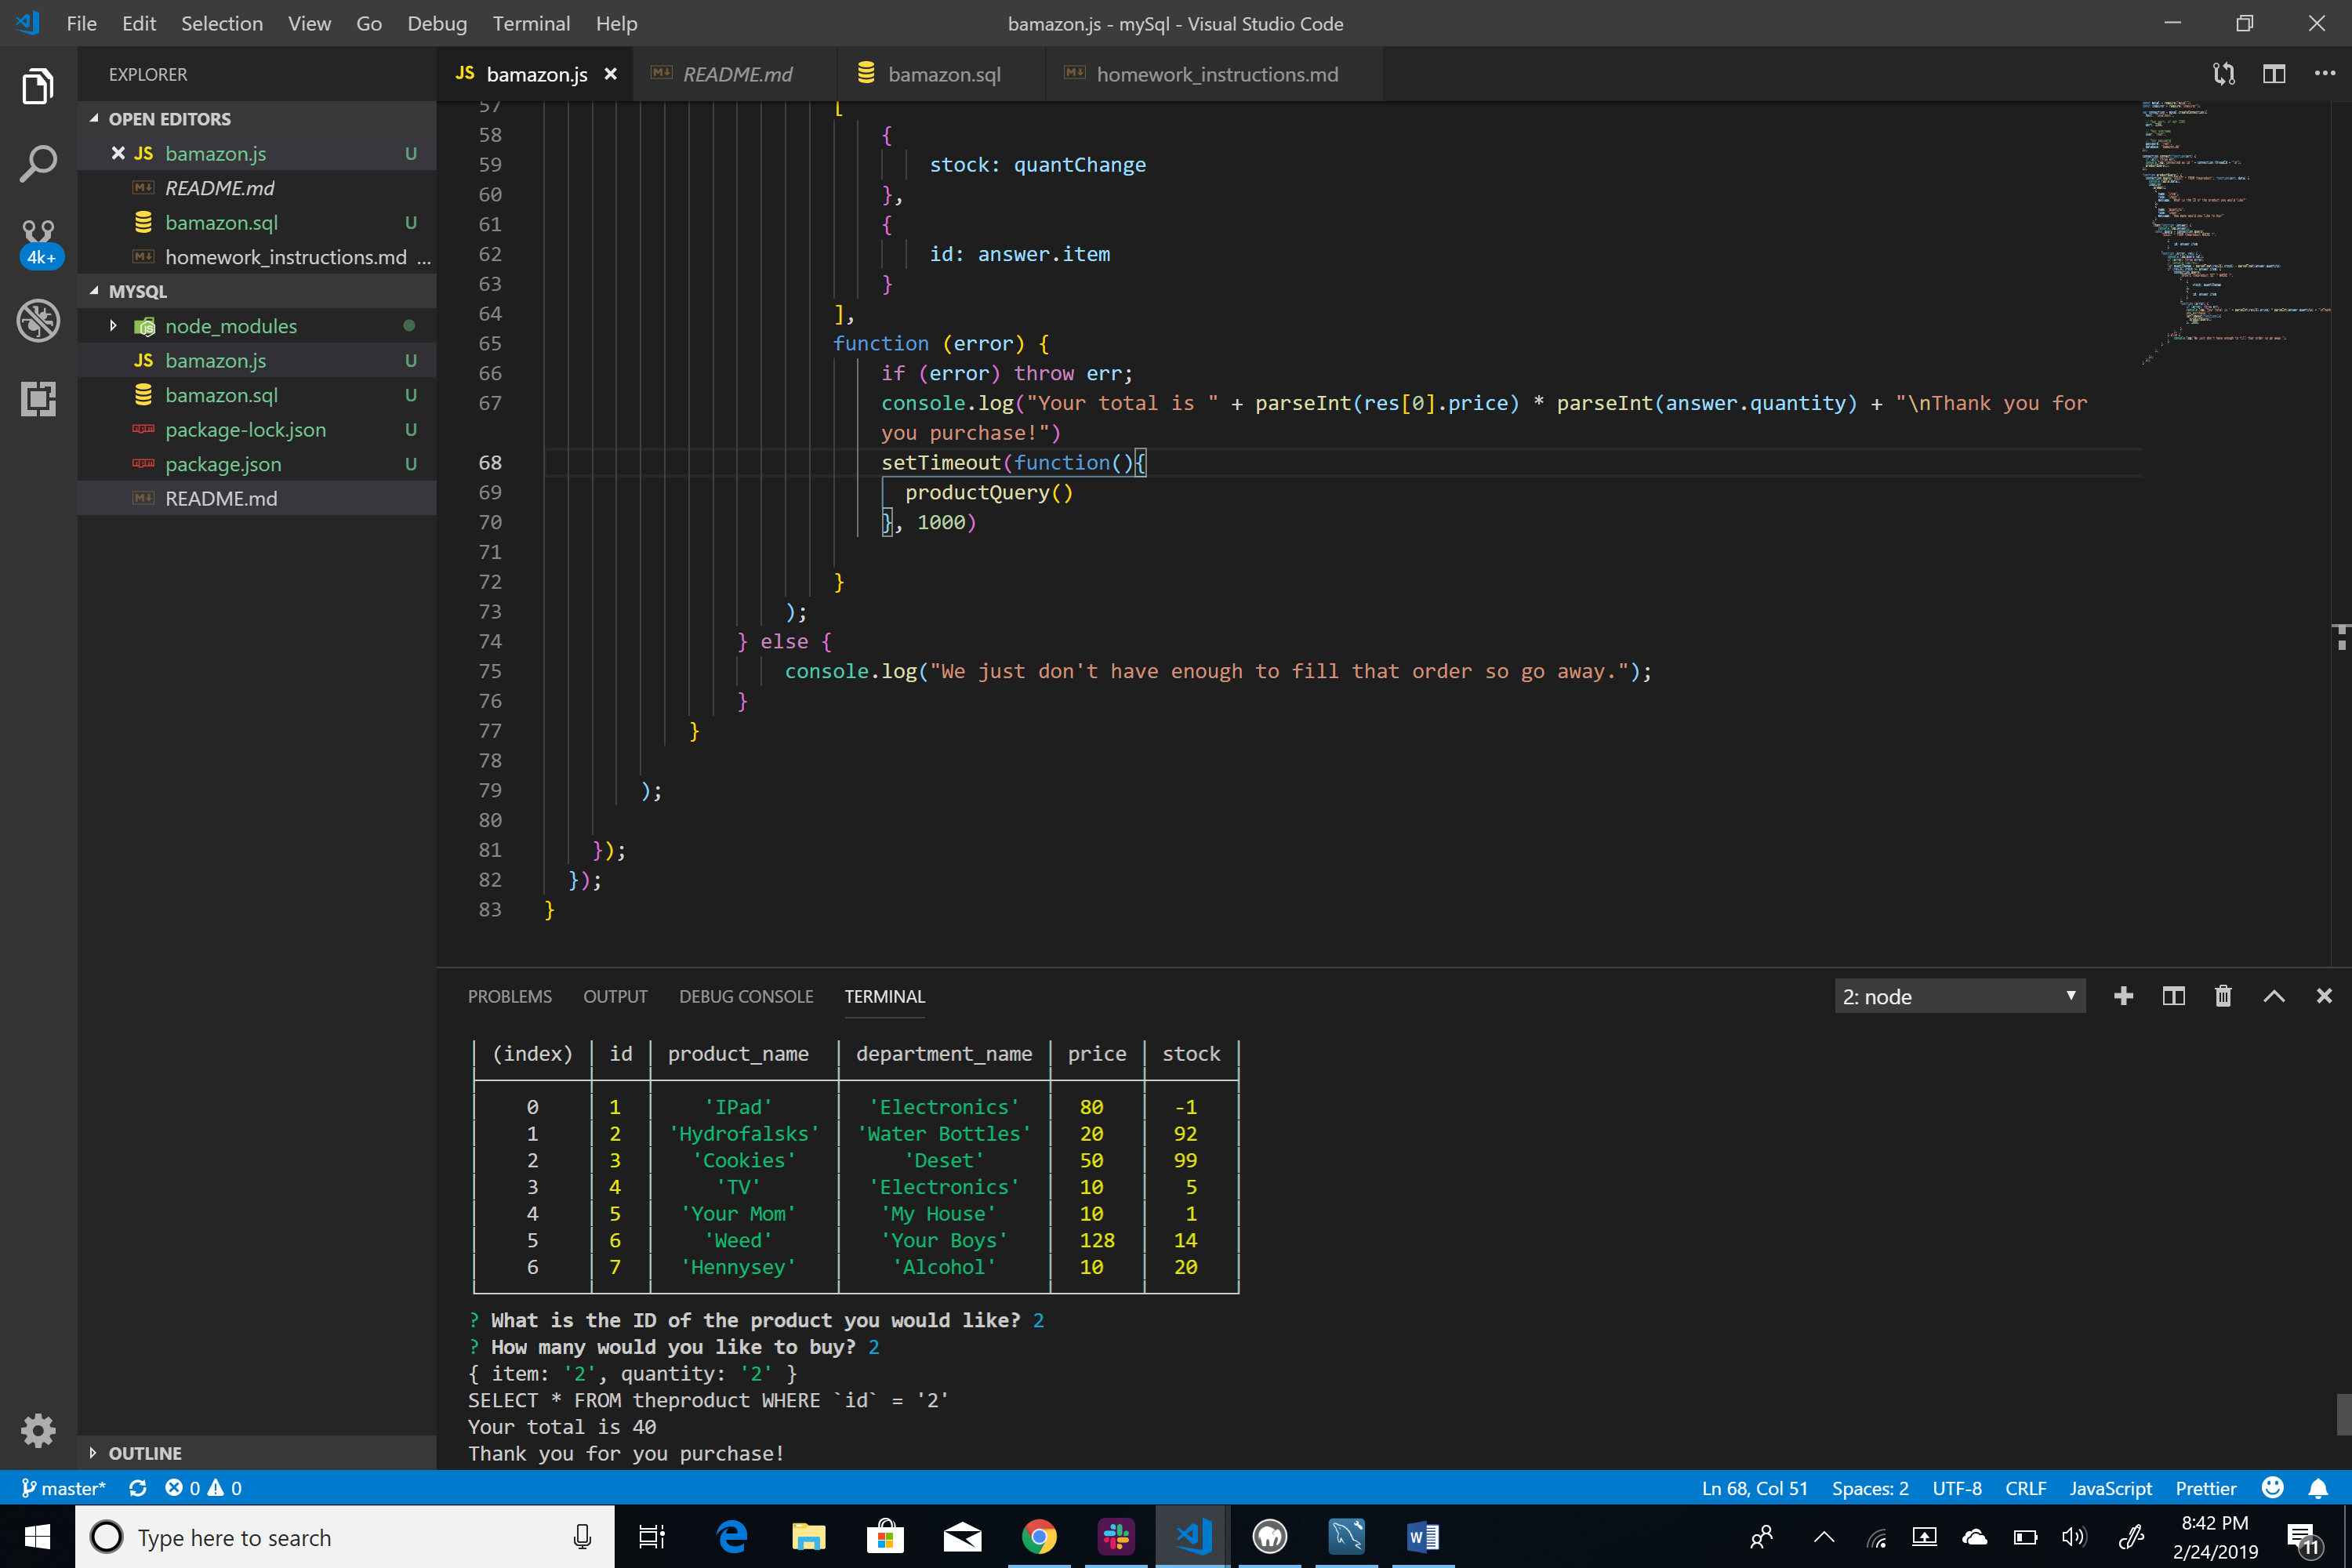 File Edit Selection View Go Debug Terminal Help
bamazon.js - mySql - Visual Studio Code
EXPLORER
JS bamazon.js
README.md
bamazon.sql
homework_instructions.md
OPEN EDITORS
JS bamazon.js U
README.md
bamazon.sql U
homework_instructions.md ...
4k+
MYSQL
node_modules
JS bamazon.js U
bamazon.sql U
package-lock.json U
package.json U
README.md
OUTLINE
57 [
58 {
59 stock: quantChange
60 },
61 {
62 id: answer.item
63 }
64 ],
65 function (error) {
66 if (error) throw err;
67 console.log("Your total is " + parseInt(res[0].price) * parseInt(answer.quantity) + "\nThank you for
you purchase!")
68 setTimeout(function(){
69 productQuery()
70 }, 1000)
71
72 }
73 );
74 } else {
75 console.log("We just don't have enough to fill that order so go away.");
76 }
77 }
78
79 );
80
81 });
82 });
83 }
PROBLEMS OUTPUT DEBUG CONSOLE TERMINAL
2: node
(index) id product_name department_name price stock
0 1 'IPad' 'Electronics' 80 -1
1 2 'Hydrofalsks' 'Water Bottles' 20 92
2 3 'Cookies' 'Deset' 50 99
3 4 'TV' 'Electronics' 10 5
4 5 'Your Mom' 'My House' 10 1
5 6 'Weed' 'Your Boys' 128 14
6 7 'Hennysey' 'Alcohol' 10 20
? What is the ID of the product you would like? 2
? How many would you like to buy? 2
{ item: '2', quantity: '2' }
SELECT * FROM theproduct WHERE `id` = '2'
Your total is 40
Thank you for you purchase!
master* 0 0
Ln 68, Col 51 Spaces: 2 UTF-8 CRLF JavaScript Prettier
Type here to search
8:42 PM
2/24/2019
11